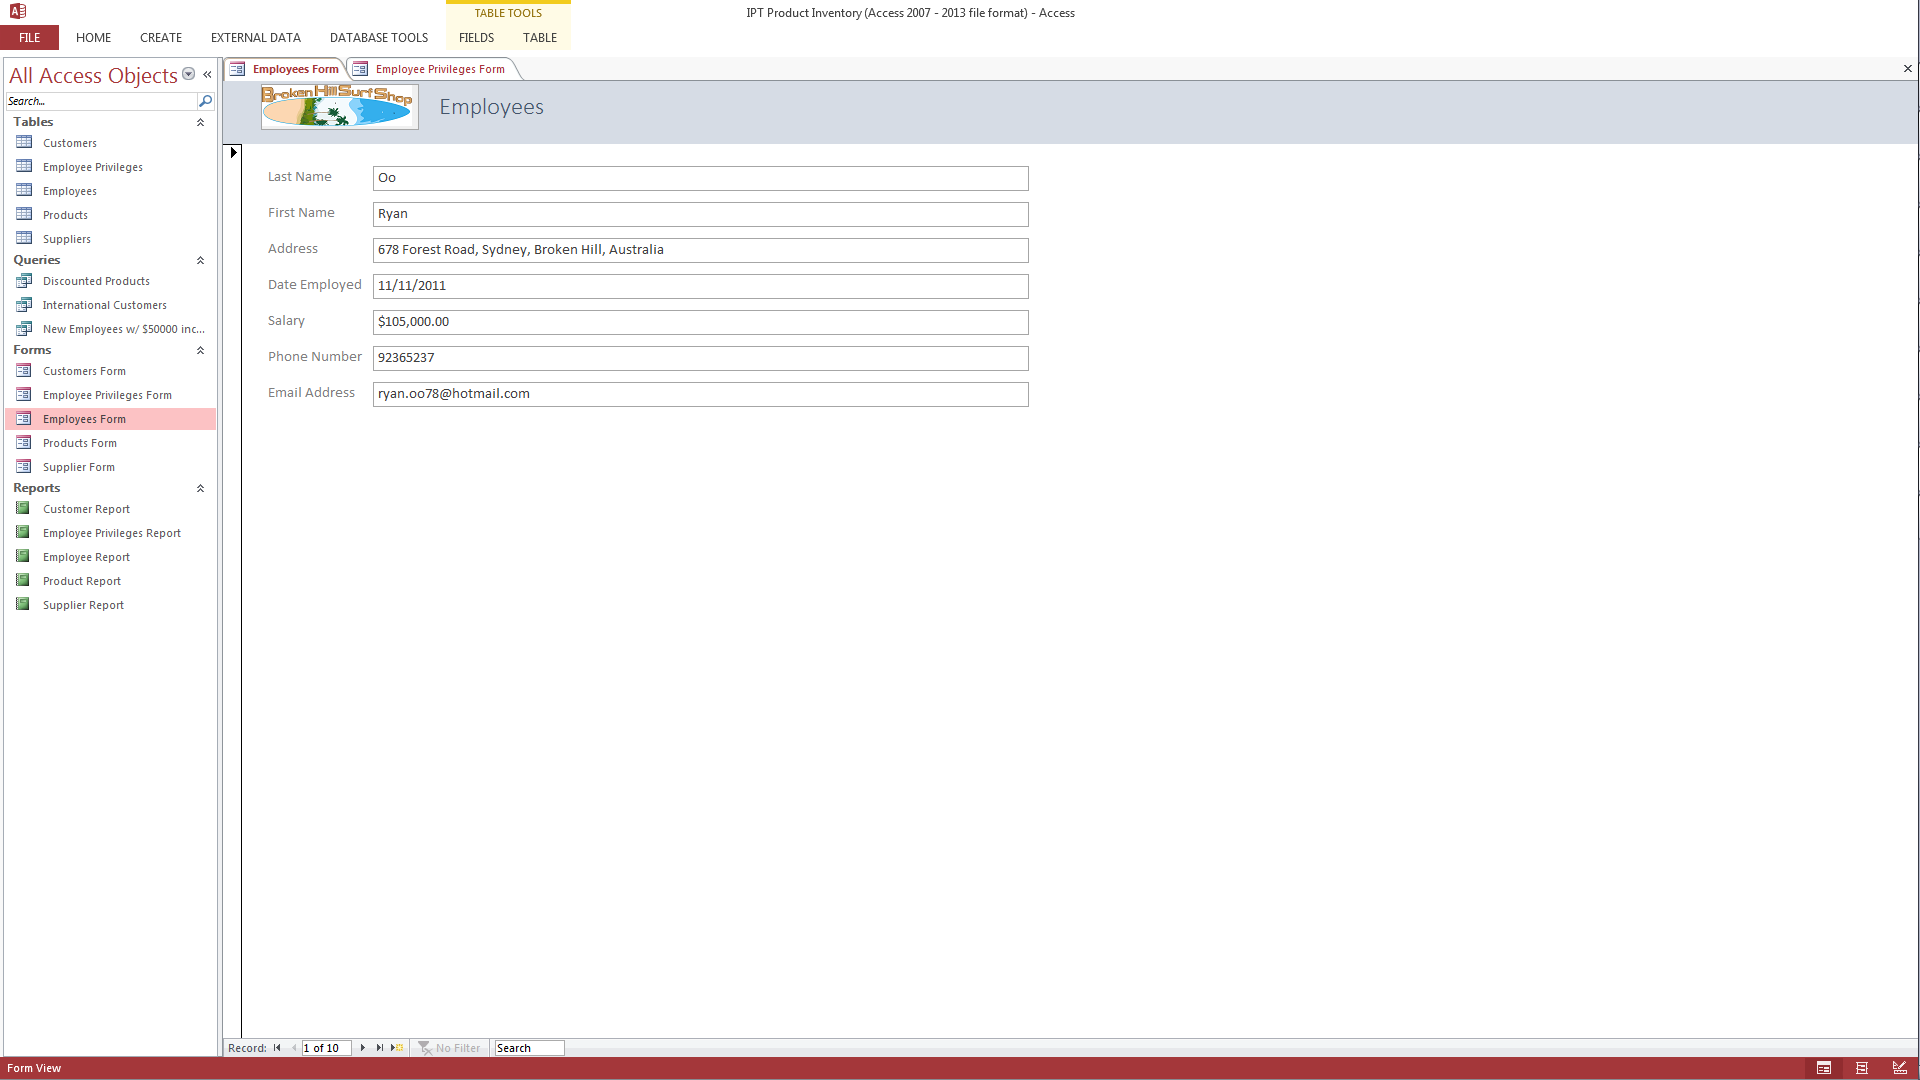 TABLE TOOLS
IPT Product Inventory (Access 2007 - 2013 file format) - Access
FILE HOME CREATE EXTERNAL DATA DATABASE TOOLS FIELDS TABLE
All Access Objects
Search...
Tables
Customers
Employee Privileges
Employees
Products
Suppliers
Queries
Discounted Products
International Customers
New Employees w/ $50000 inc...
Forms
Customers Form
Employee Privileges Form
Employees Form
Products Form
Supplier Form
Reports
Customer Report
Employee Privileges Report
Employee Report
Product Report
Supplier Report
Employees Form Employee Privileges Form
Broken Hill Surf Shop
Employees
Last Name Oo
First Name Ryan
Address 678 Forest Road, Sydney, Broken Hill, Australia
Date Employed 11/11/2011
Salary $105,000.00
Phone Number 92365237
Email Address ryan.oo78@hotmail.com
Record: 1 of 10 No Filter Search
Form View